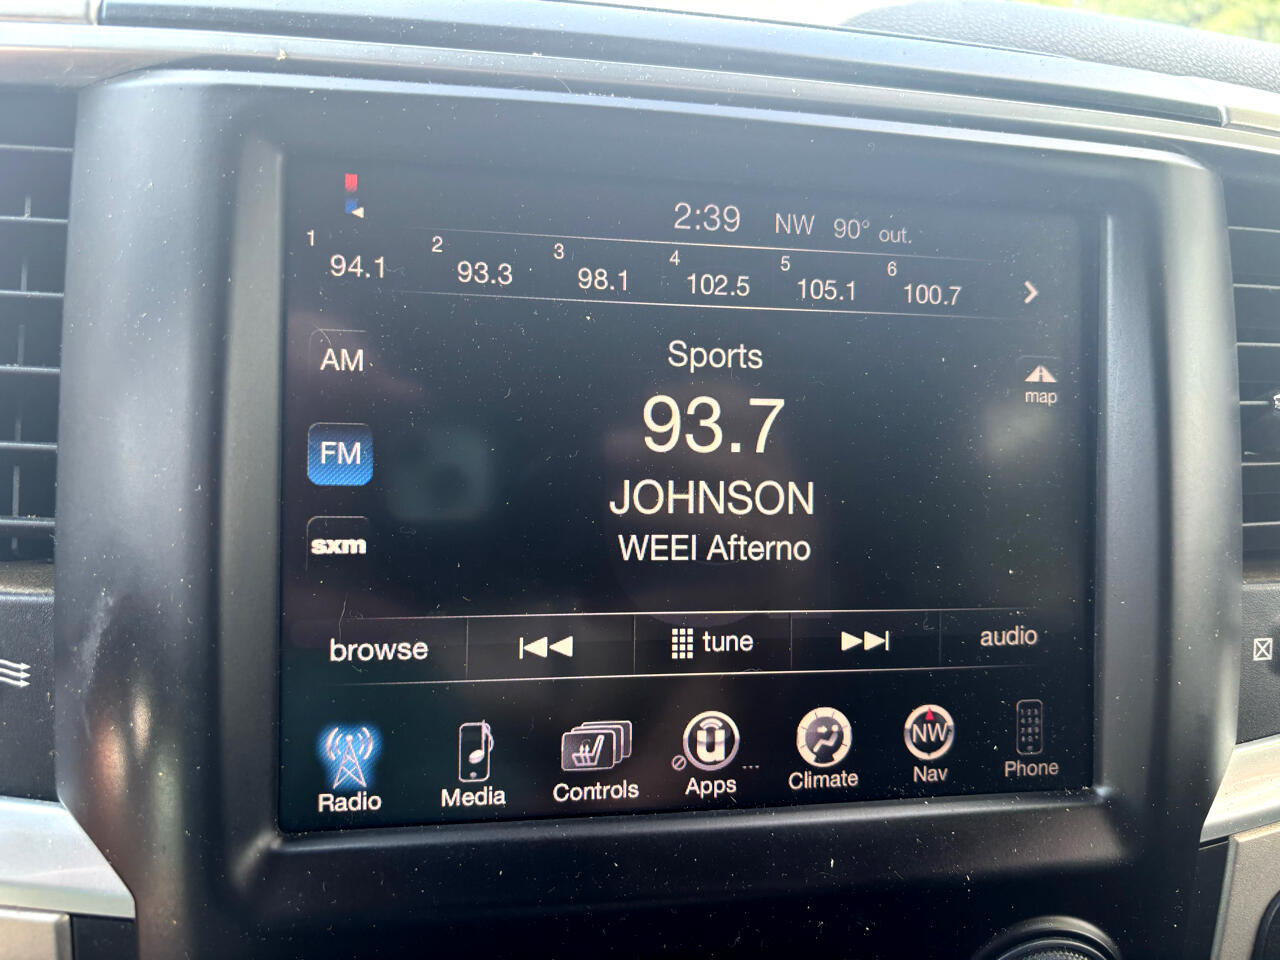 2:39 NW 90° out.
1 94.1 2 93.3 3 98.1 4 102.5 5 105.1 6 100.7
AM
Sports
map
93.7
FM
JOHNSON
sxm
WEEI Afterno
browse tune audio
NW
Radio Media Controls Apps Climate Nav Phone